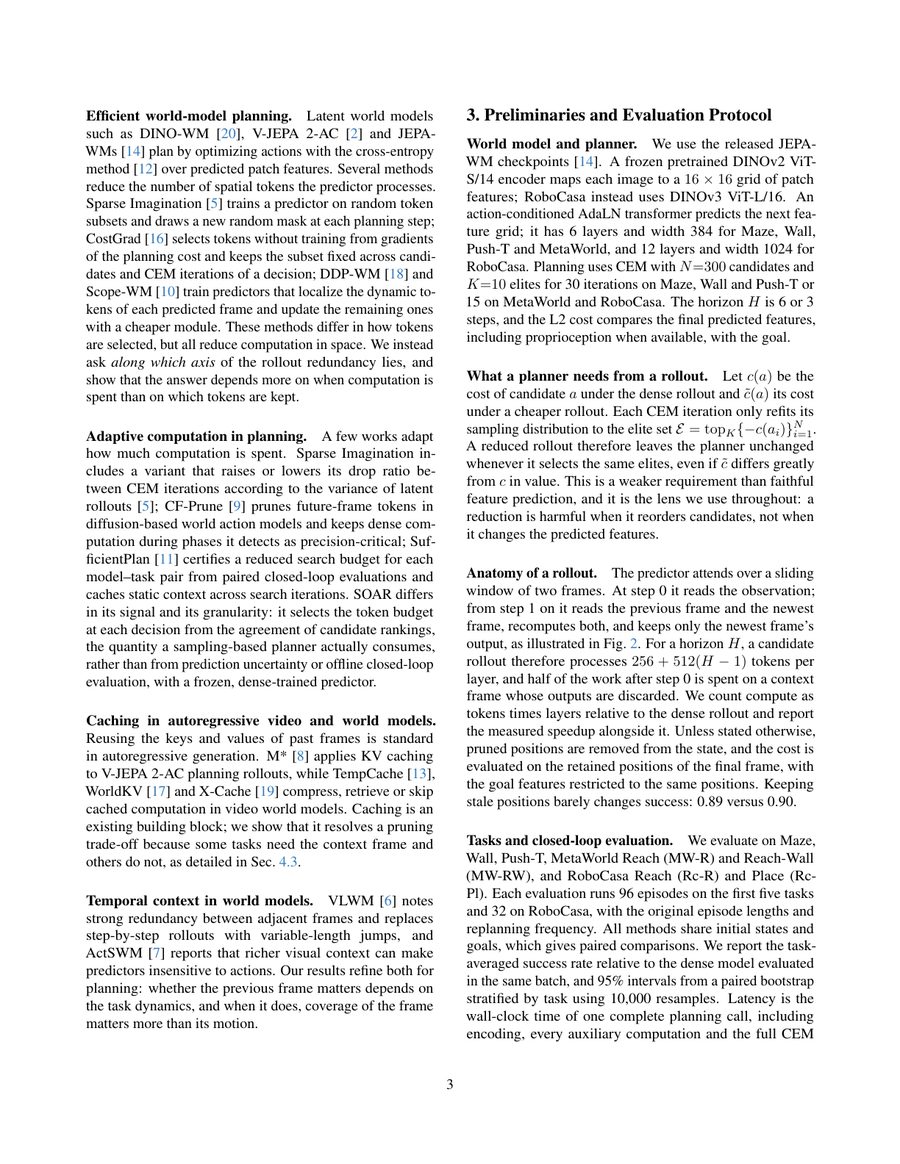 Efficient world-model planning. Latent world models
such as DINO-WM [20], V-JEPA 2-AC [2] and JEPA-
WMs [14] plan by optimizing actions with the cross-entropy
method [12] over predicted patch features. Several methods
reduce the number of spatial tokens the predictor processes.
Sparse Imagination [5] trains a predictor on random token
subsets and draws a new random mask at each planning step;
CostGrad [16] selects tokens without training from gradients
of the planning cost and keeps the subset fixed across candi-
dates and CEM iterations of a decision; DDP-WM [18] and
Scope-WM [10] train predictors that localize the dynamic to-
kens of each predicted frame and update the remaining ones
with a cheaper module. These methods differ in how tokens
are selected, but all reduce computation in space. We instead
ask along which axis of the rollout redundancy lies, and
show that the answer depends more on when computation is
spent than on which tokens are kept.
Adaptive computation in planning. A few works adapt
how much computation is spent. Sparse Imagination in-
cludes a variant that raises or lowers its drop ratio be-
tween CEM iterations according to the variance of latent
rollouts [5]; CF-Prune [9] prunes future-frame tokens in
diffusion-based world action models and keeps dense com-
putation during phases it detects as precision-critical; Suf-
ficientPlan [11] certifies a reduced search budget for each
model–task pair from paired closed-loop evaluations and
caches static context across search iterations. SOAR differs
in its signal and its granularity: it selects the token budget
at each decision from the agreement of candidate rankings,
the quantity a sampling-based planner actually consumes,
rather than from prediction uncertainty or offline closed-loop
evaluation, with a frozen, dense-trained predictor.
Caching in autoregressive video and world models.
Reusing the keys and values of past frames is standard
in autoregressive generation. M* [8] applies KV caching
to V-JEPA 2-AC planning rollouts, while TempCache [13],
WorldKV [17] and X-Cache [19] compress, retrieve or skip
cached computation in video world models. Caching is an
existing building block; we show that it resolves a pruning
trade-off because some tasks need the context frame and
others do not, as detailed in Sec. 4.3.
Temporal context in world models. VLWM [6] notes
strong redundancy between adjacent frames and replaces
step-by-step rollouts with variable-length jumps, and
ActSWM [7] reports that richer visual context can make
predictors insensitive to actions. Our results refine both for
planning: whether the previous frame matters depends on
the task dynamics, and when it does, coverage of the frame
matters more than its motion.
3. Preliminaries and Evaluation Protocol
World model and planner. We use the released JEPA-
WM checkpoints [14]. A frozen pretrained DINOv2 ViT-
S/14 encoder maps each image to a 16 × 16 grid of patch
features; RoboCasa instead uses DINOv3 ViT-L/16. An
action-conditioned AdaLN transformer predicts the next fea-
ture grid; it has 6 layers and width 384 for Maze, Wall,
Push-T and MetaWorld, and 12 layers and width 1024 for
RoboCasa. Planning uses CEM with N=300 candidates and
K=10 elites for 30 iterations on Maze, Wall and Push-T or
15 on MetaWorld and RoboCasa. The horizon H is 6 or 3
steps, and the L2 cost compares the final predicted features,
including proprioception when available, with the goal.
What a planner needs from a rollout. Let c(a) be the
cost of candidate a under the dense rollout and c̃(a) its cost
under a cheaper rollout. Each CEM iteration only refits its
sampling distribution to the elite set ℰ = top_K{−c(a_i)}_{i=1}^N.
A reduced rollout therefore leaves the planner unchanged
whenever it selects the same elites, even if c̃ differs greatly
from c in value. This is a weaker requirement than faithful
feature prediction, and it is the lens we use throughout: a
reduction is harmful when it reorders candidates, not when
it changes the predicted features.
Anatomy of a rollout. The predictor attends over a sliding
window of two frames. At step 0 it reads the observation;
from step 1 on it reads the previous frame and the newest
frame, recomputes both, and keeps only the newest frame's
output, as illustrated in Fig. 2. For a horizon H, a candidate
rollout therefore processes 256 + 512(H − 1) tokens per
layer, and half of the work after step 0 is spent on a context
frame whose outputs are discarded. We count compute as
tokens times layers relative to the dense rollout and report
the measured speedup alongside it. Unless stated otherwise,
pruned positions are removed from the state, and the cost is
evaluated on the retained positions of the final frame, with
the goal features restricted to the same positions. Keeping
stale positions barely changes success: 0.89 versus 0.90.
Tasks and closed-loop evaluation. We evaluate on Maze,
Wall, Push-T, MetaWorld Reach (MW-R) and Reach-Wall
(MW-RW), and RoboCasa Reach (Rc-R) and Place (Rc-
Pl). Each evaluation runs 96 episodes on the first five tasks
and 32 on RoboCasa, with the original episode lengths and
replanning frequency. All methods share initial states and
goals, which gives paired comparisons. We report the task-
averaged success rate relative to the dense model evaluated
in the same batch, and 95% intervals from a paired bootstrap
stratified by task using 10,000 resamples. Latency is the
wall-clock time of one complete planning call, including
encoding, every auxiliary computation and the full CEM
3